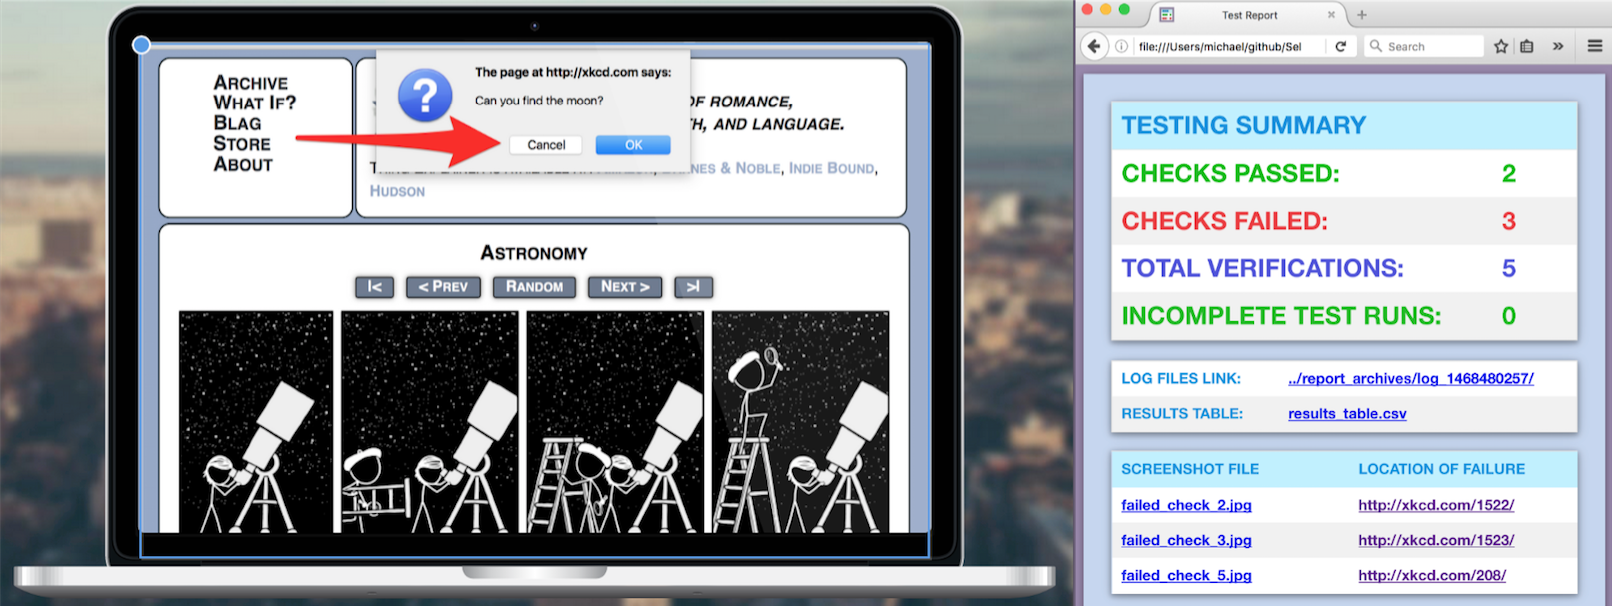 ARCHIVE
WHAT IF?
BLAG
STORE
ABOUT
The page at http://xkcd.com says:
Can you find the moon?
Cancel
OK
OF ROMANCE,
TH, AND LANGUAGE.
NES & NOBLE, INDIE BOUND,
HUDSON
ASTRONOMY
|<
< PREV
RANDOM
NEXT >
>|
Test Report
file:///Users/michael/github/Sel
Search
TESTING SUMMARY
CHECKS PASSED: 2
CHECKS FAILED: 3
TOTAL VERIFICATIONS: 5
INCOMPLETE TEST RUNS: 0
LOG FILES LINK: ../report_archives/log_1468480257/
RESULTS TABLE: results_table.csv
SCREENSHOT FILE LOCATION OF FAILURE
failed_check_2.jpg http://xkcd.com/1522/
failed_check_3.jpg http://xkcd.com/1523/
failed_check_5.jpg http://xkcd.com/208/